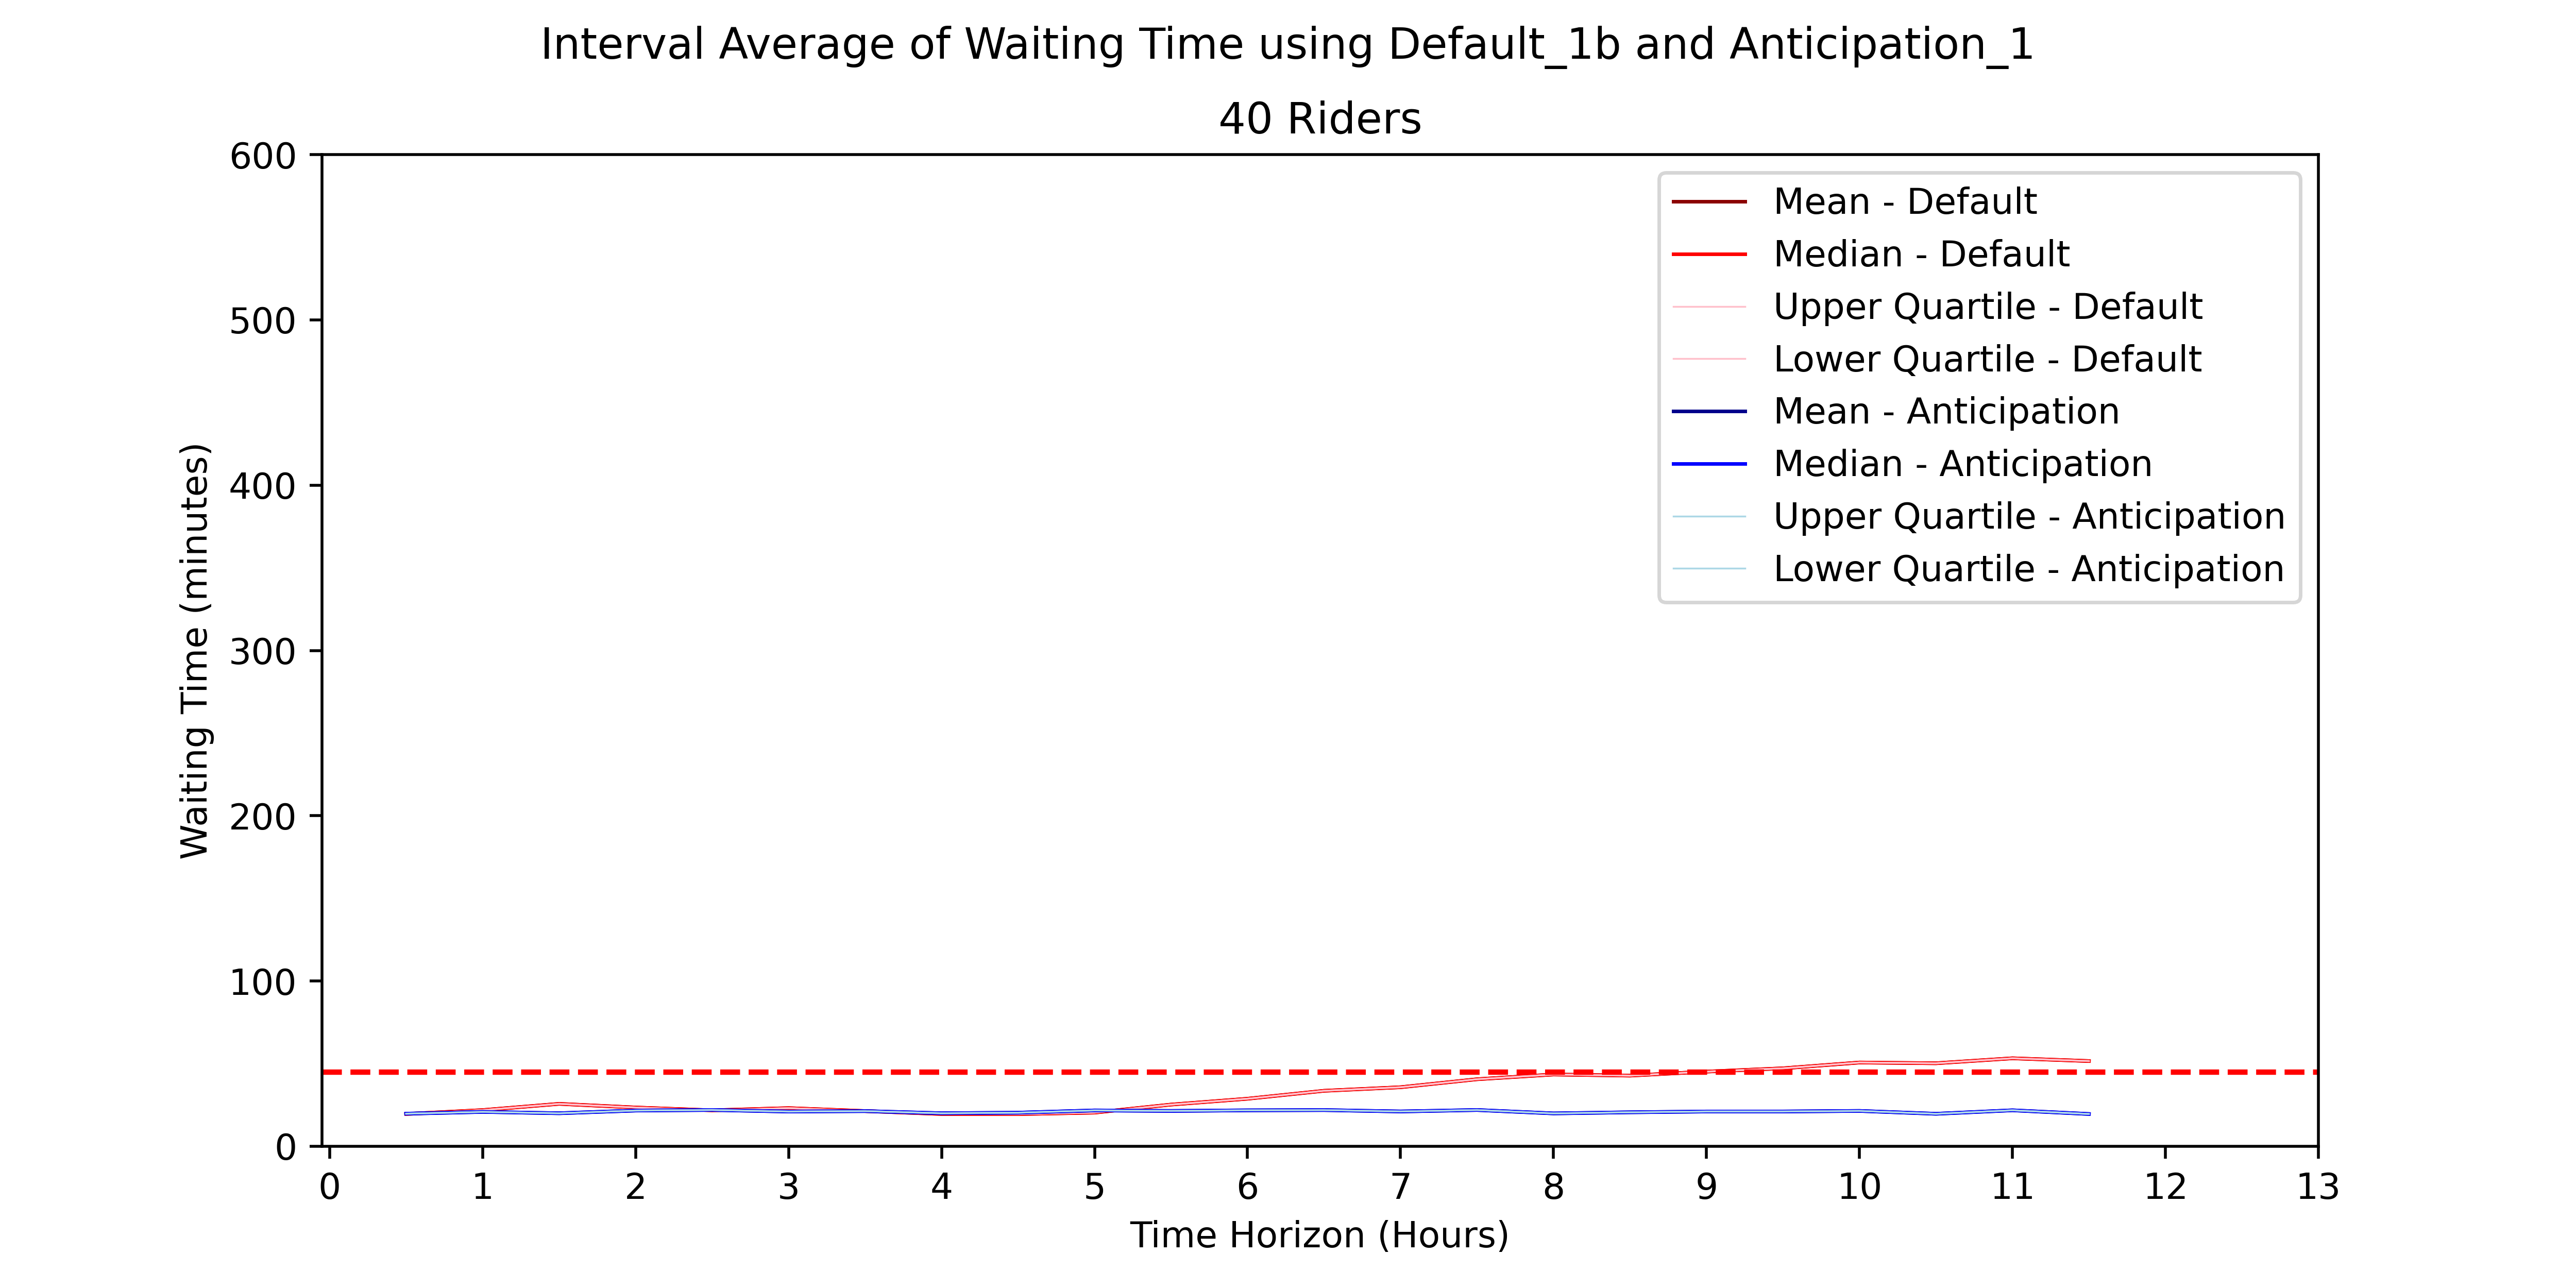 Interval Average of Waiting Time using Default_1b and Anticipation_1
40 Riders
600
500
400
300
200
100
0
Waiting Time (minutes)
Mean - Default
Median - Default
Upper Quartile - Default
Lower Quartile - Default
Mean - Anticipation
Median - Anticipation
Upper Quartile - Anticipation
Lower Quartile - Anticipation
0 1 2 3 4 5 6 7 8 9 10 11 12 13
Time Horizon (Hours)